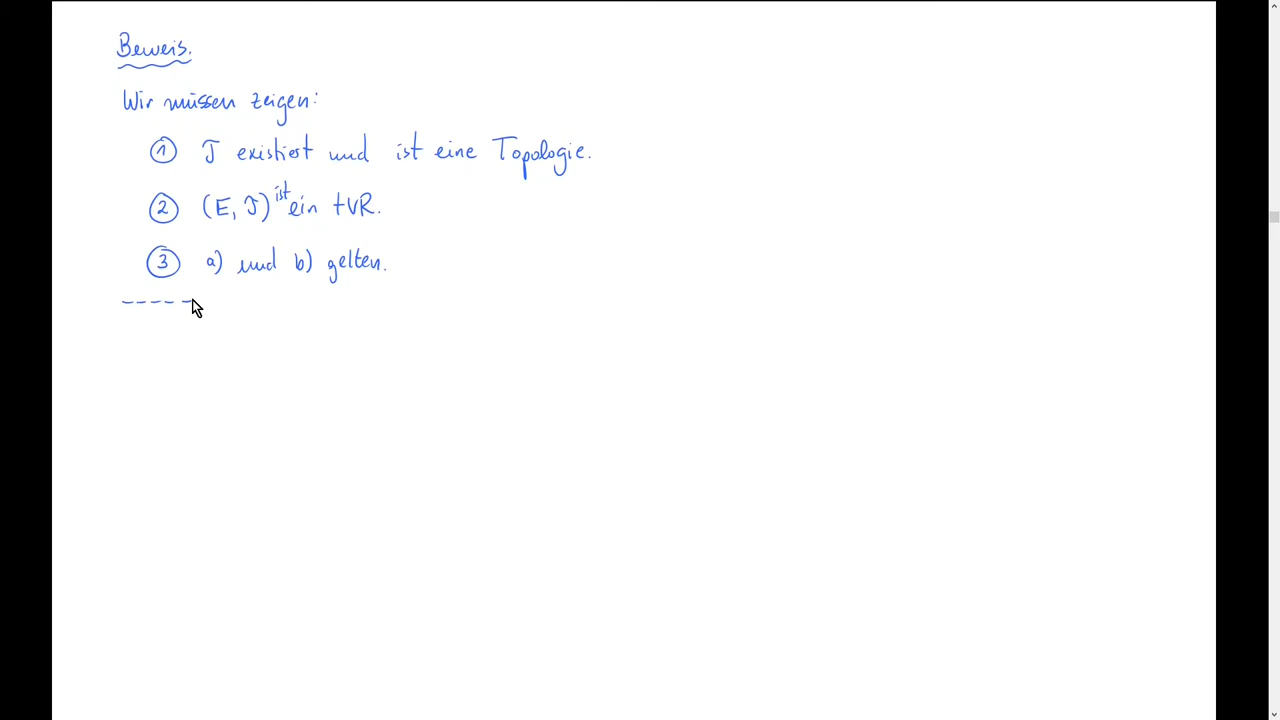 Beweis.
Wir müssen zeigen:
① 𝒯 existiert und ist eine Topologie.
② (E, 𝒯) ist ein tVR.
③ a) und b) gelten.